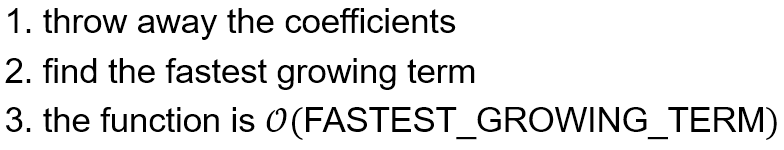 1. throw away the coefficients
2. find the fastest growing term
3. the function is 𝒪(FASTEST_GROWING_TERM)